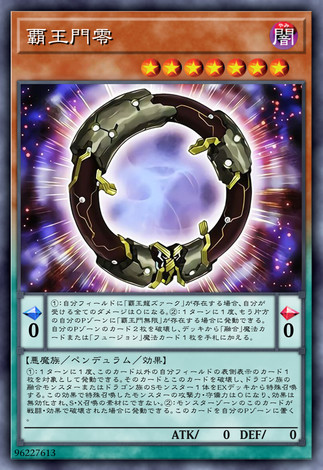 覇王門零
闇
やみ
①:自分フィールドに「覇王龍ズァーク」が存在する場合、自分が
受ける全てのダメージは0になる。②:1ターンに1度、もう片方
の自分のPゾーンに「覇王門無限」が存在する場合に発動できる。
自分のPゾーンのカード2枚を破壊し、デッキから「融合」魔法カ
ードまたは「フュージョン」魔法カード1枚を手札に加える。
0
0
【悪魔族/ペンデュラム/効果】
①:1ターンに1度、このカード以外の自分フィールドの表側表示のカード1
枚を対象として発動できる。そのカードとこのカードを破壊し、ドラゴン族の
融合モンスターまたはドラゴン族のSモンスター1体をEXデッキから特殊召喚
する。この効果で特殊召喚したモンスターの攻撃力・守備力は0になり、効果は
無効化され、S・X召喚の素材にできない。②:モンスターゾーンのこのカードが
戦闘・効果で破壊された場合に発動できる。このカードを自分のPゾーンに置く
ATK/ 0 DEF/ 0
96227613